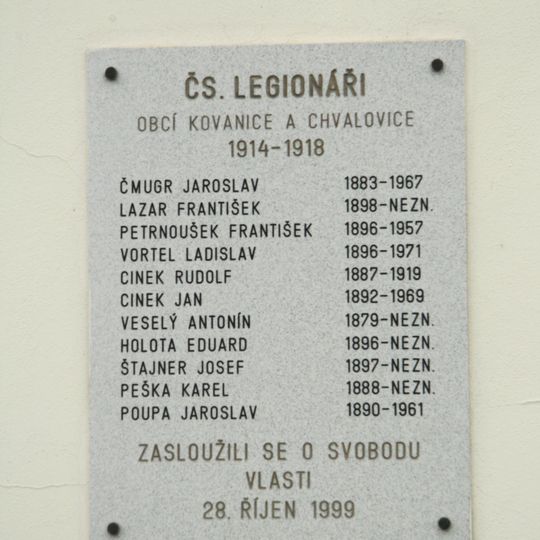 ČS. LEGIONÁŘI
OBCÍ KOVANICE A CHVALOVICE
1914-1918
ČMUGR JAROSLAV 1883-1967
LAZAR FRANTIŠEK 1898-NEZN.
PETRNOUŠEK FRANTIŠEK 1896-1957
VORTEL LADISLAV 1896-1971
CINEK RUDOLF 1887-1919
CINEK JAN 1892-1969
VESELÝ ANTONÍN 1879-NEZN.
HOLOTA EDUARD 1896-NEZN.
ŠTAJNER JOSEF 1897-NEZN.
PEŠKA KAREL 1888-NEZN.
POUPA JAROSLAV 1890-1961
ZASLOUŽILI SE O SVOBODU
VLASTI
28. ŘÍJEN 1999